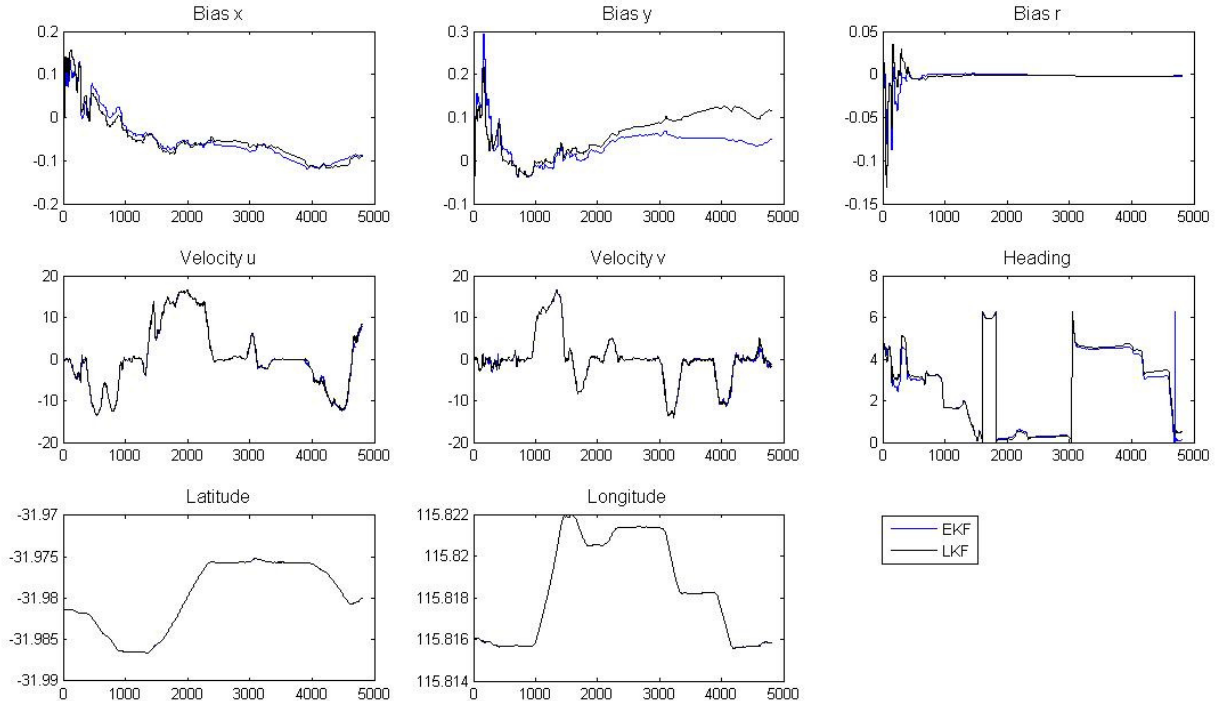 Bias x
0.2
0.1
0
-0.1
-0.2
0 1000 2000 3000 4000 5000
Bias y
0.3
0.2
0.1
0
-0.1
0 1000 2000 3000 4000 5000
Bias r
0.05
0
-0.05
-0.1
-0.15
0 1000 2000 3000 4000 5000
Velocity u
20
10
0
-10
-20
0 1000 2000 3000 4000 5000
Velocity v
20
10
0
-10
-20
0 1000 2000 3000 4000 5000
Heading
8
6
4
2
0
0 1000 2000 3000 4000 5000
Latitude
-31.97
-31.975
-31.98
-31.985
-31.99
0 1000 2000 3000 4000 5000
Longitude
115.822
115.82
115.818
115.816
115.814
0 1000 2000 3000 4000 5000
EKF
LKF